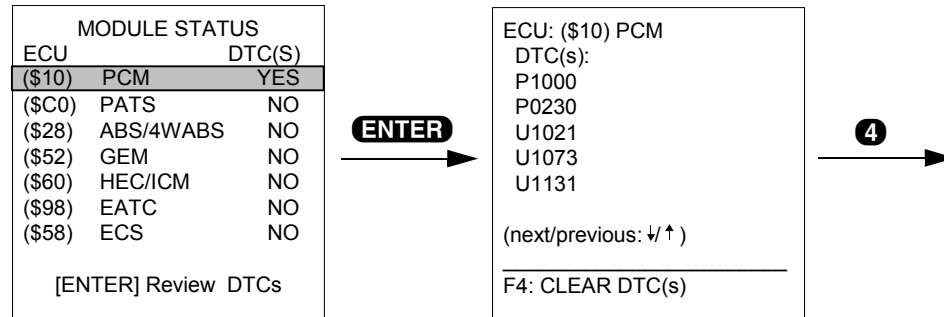 MODULE STATUS
ECU DTC(S)
($10) PCM YES
($C0) PATS NO
($28) ABS/4WABS NO
($52) GEM NO
($60) HEC/ICM NO
($98) EATC NO
($58) ECS NO
[ENTER] Review DTCs
ENTER
ECU: ($10) PCM
DTC(s):
P1000
P0230
U1021
U1073
U1131
(next/previous: ↓/↑)
F4: CLEAR DTC(s)
4